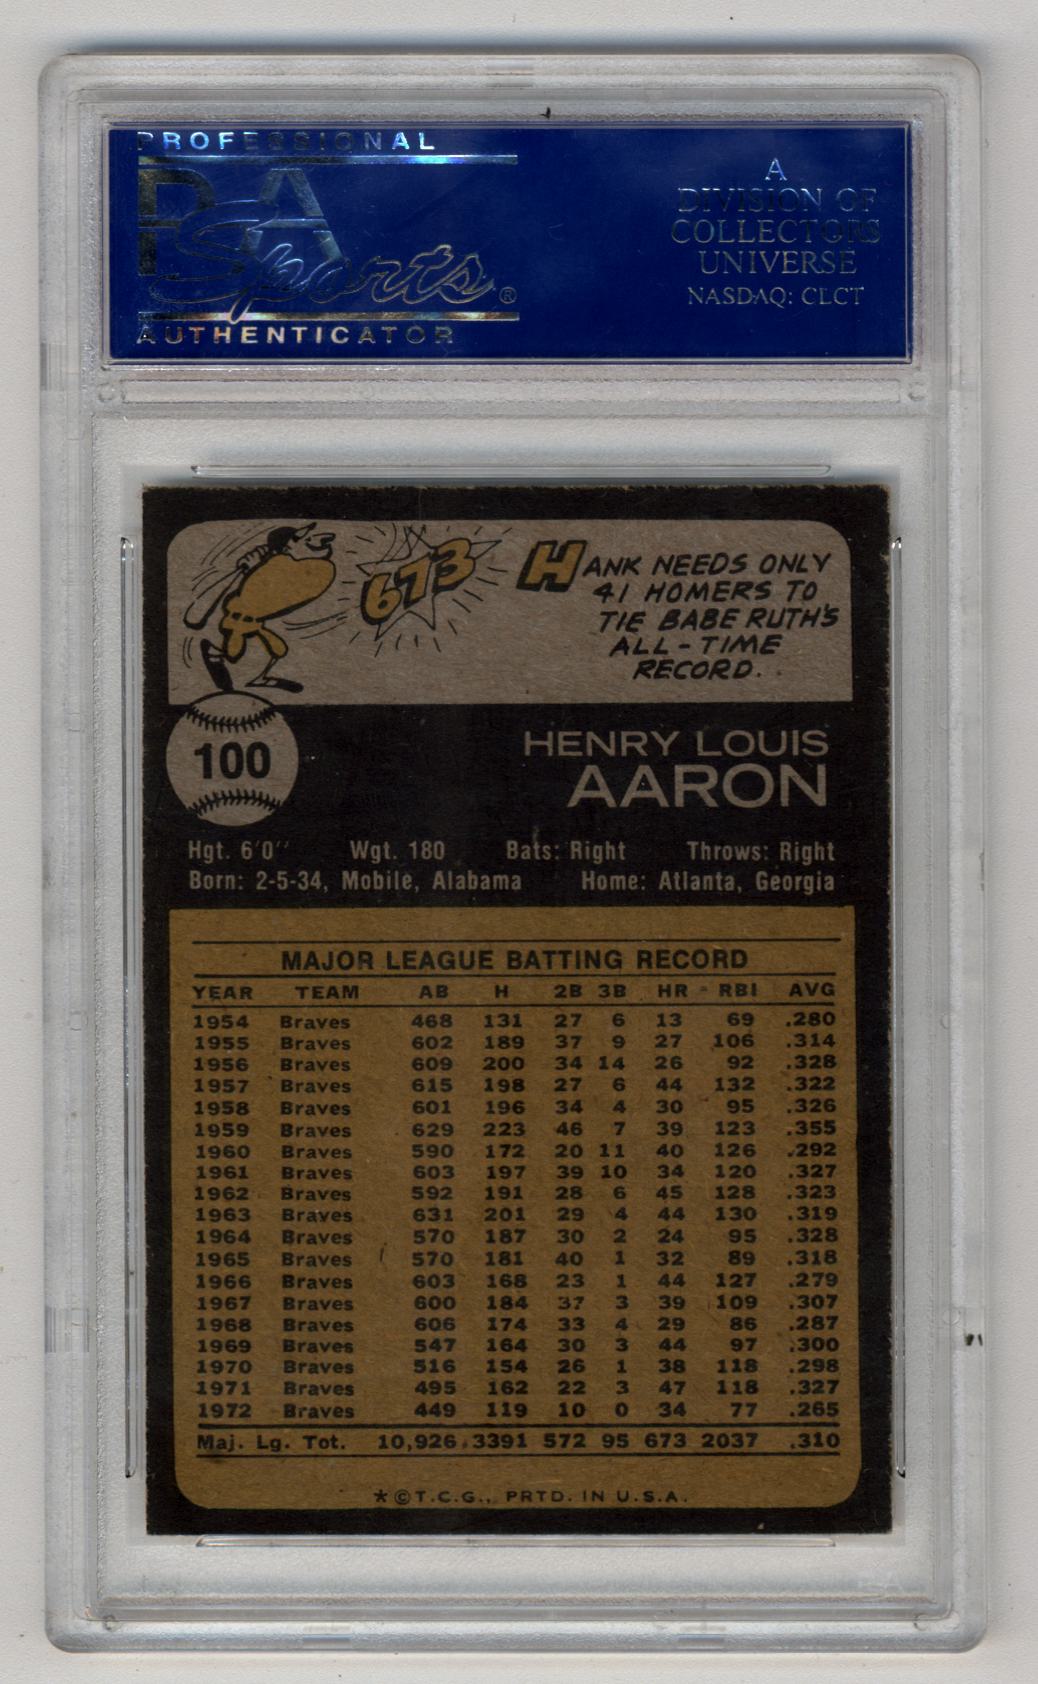 PROFESSIONAL
PSA
Sports®
AUTHENTICATOR
A
DIVISION OF
COLLECTORS
UNIVERSE
NASDAQ: CLCT
673
HANK NEEDS ONLY
41 HOMERS TO
TIE BABE RUTH'S
ALL-TIME
RECORD.
100
HENRY LOUIS
AARON
Hgt. 6'0" Wgt. 180 Bats: Right Throws: Right
Born: 2-5-34, Mobile, Alabama Home: Atlanta, Georgia
MAJOR LEAGUE BATTING RECORD
YEAR TEAM AB H 2B 3B HR RBI AVG
1954 Braves 468 131 27 6 13 69 .280
1955 Braves 602 189 37 9 27 106 .314
1956 Braves 609 200 34 14 26 92 .328
1957 Braves 615 198 27 6 44 132 .322
1958 Braves 601 196 34 4 30 95 .326
1959 Braves 629 223 46 7 39 123 .355
1960 Braves 590 172 20 11 40 126 .292
1961 Braves 603 197 39 10 34 120 .327
1962 Braves 592 191 28 6 45 128 .323
1963 Braves 631 201 29 4 44 130 .319
1964 Braves 570 187 30 2 24 95 .328
1965 Braves 570 181 40 1 32 89 .318
1966 Braves 603 168 23 1 44 127 .279
1967 Braves 600 184 37 3 39 109 .307
1968 Braves 606 174 33 4 29 86 .287
1969 Braves 547 164 30 3 44 97 .300
1970 Braves 516 154 26 1 38 118 .298
1971 Braves 495 162 22 3 47 118 .327
1972 Braves 449 119 10 0 34 77 .265
Maj. Lg. Tot. 10,926 3391 572 95 673 2037 .310
*©T.C.G., PRTD. IN U.S.A.